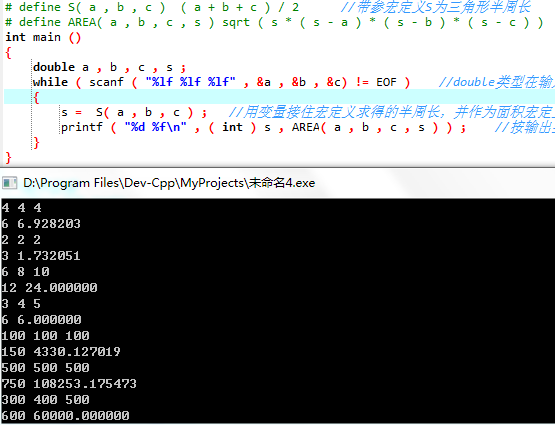 # define S( a , b , c )  ( a + b + c ) / 2      //带参宏定义S为三角形半周长
# define AREA( a , b , c , s ) sqrt ( s * ( s - a ) * ( s - b ) * ( s - c ) )
int main ()
{
double a , b , c , s ;
while ( scanf ( "%lf %lf %lf" , &a , &b , &c) != EOF )    //double类型在输
{
s =  S( a , b , c ) ;   //用变量接住宏定义求得的半周长，并作为面积宏定
printf ( "%d %f\n" , ( int ) s , AREA( a , b , c , s ) ) ;    //按输出
}
}
D:\Program Files\Dev-Cpp\MyProjects\未命名4.exe
4 4 4
6 6.928203
2 2 2
3 1.732051
6 8 10
12 24.000000
3 4 5
6 6.000000
100 100 100
150 4330.127019
500 500 500
750 108253.175473
300 400 500
600 60000.000000